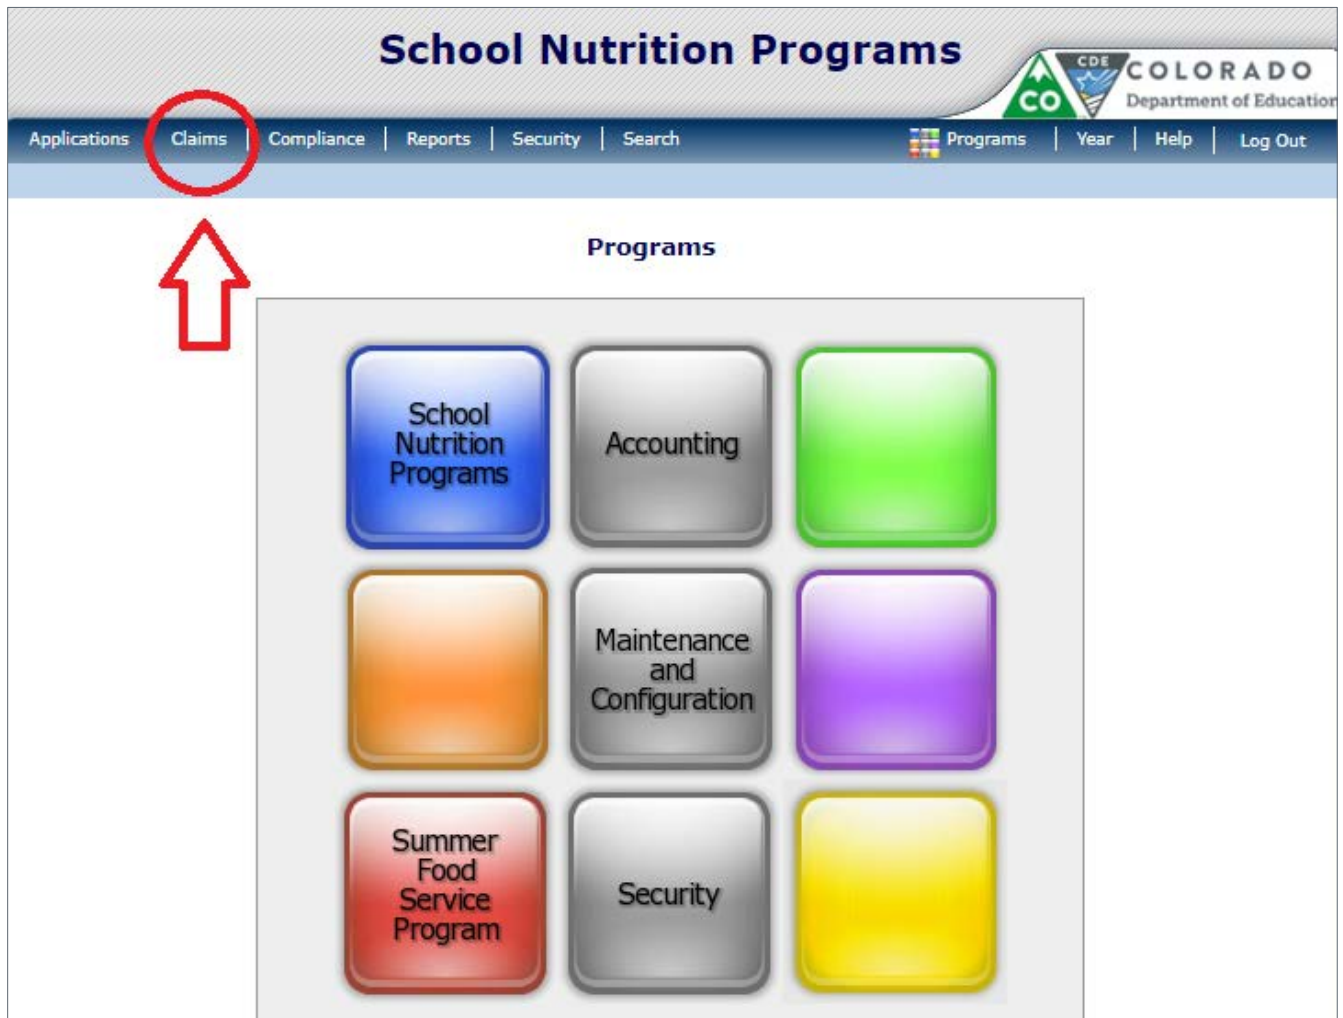 School Nutrition Programs
CDE
CO
COLORADO
Department of Education
Applications Claims | Compliance | Reports | Security | Search Programs | Year | Help | Log Out
Programs
School
Nutrition
Programs
Accounting
Maintenance
and
Configuration
Summer
Food
Service
Program
Security